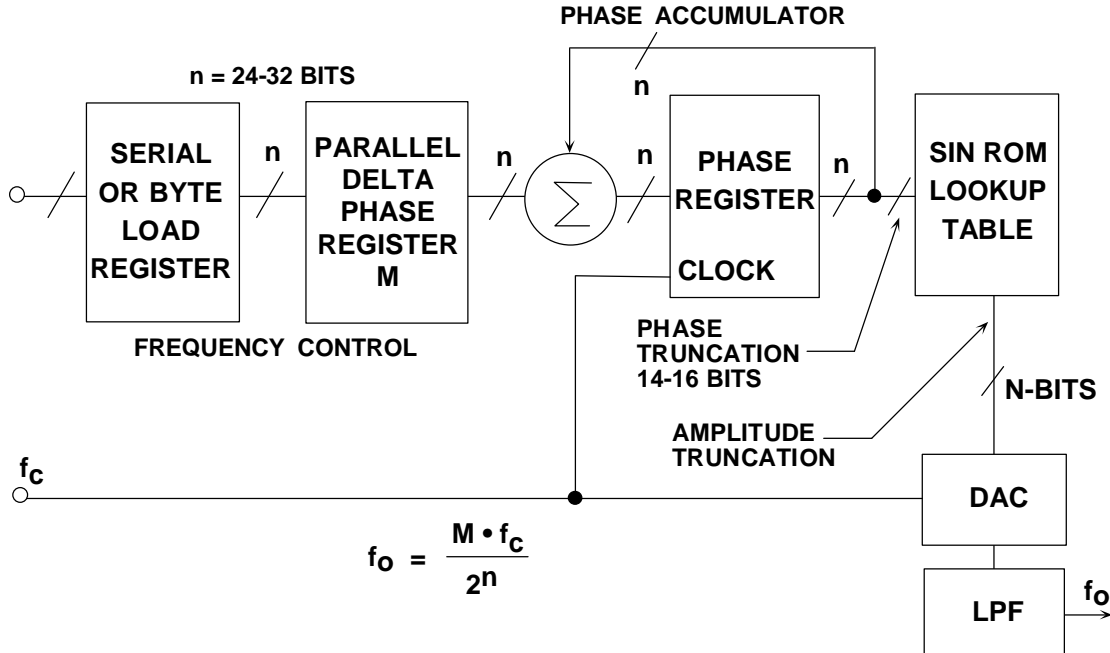 PHASE ACCUMULATOR
n = 24-32 BITS
n
SERIAL
OR BYTE
LOAD
REGISTER
n
PARALLEL
DELTA
PHASE
REGISTER
M
n
Σ
n
PHASE
REGISTER
CLOCK
n
SIN ROM
LOOKUP
TABLE
FREQUENCY CONTROL
PHASE
TRUNCATION
14-16 BITS
N-BITS
AMPLITUDE
TRUNCATION
fc
DAC
fo = M • fc / 2n
LPF
fo